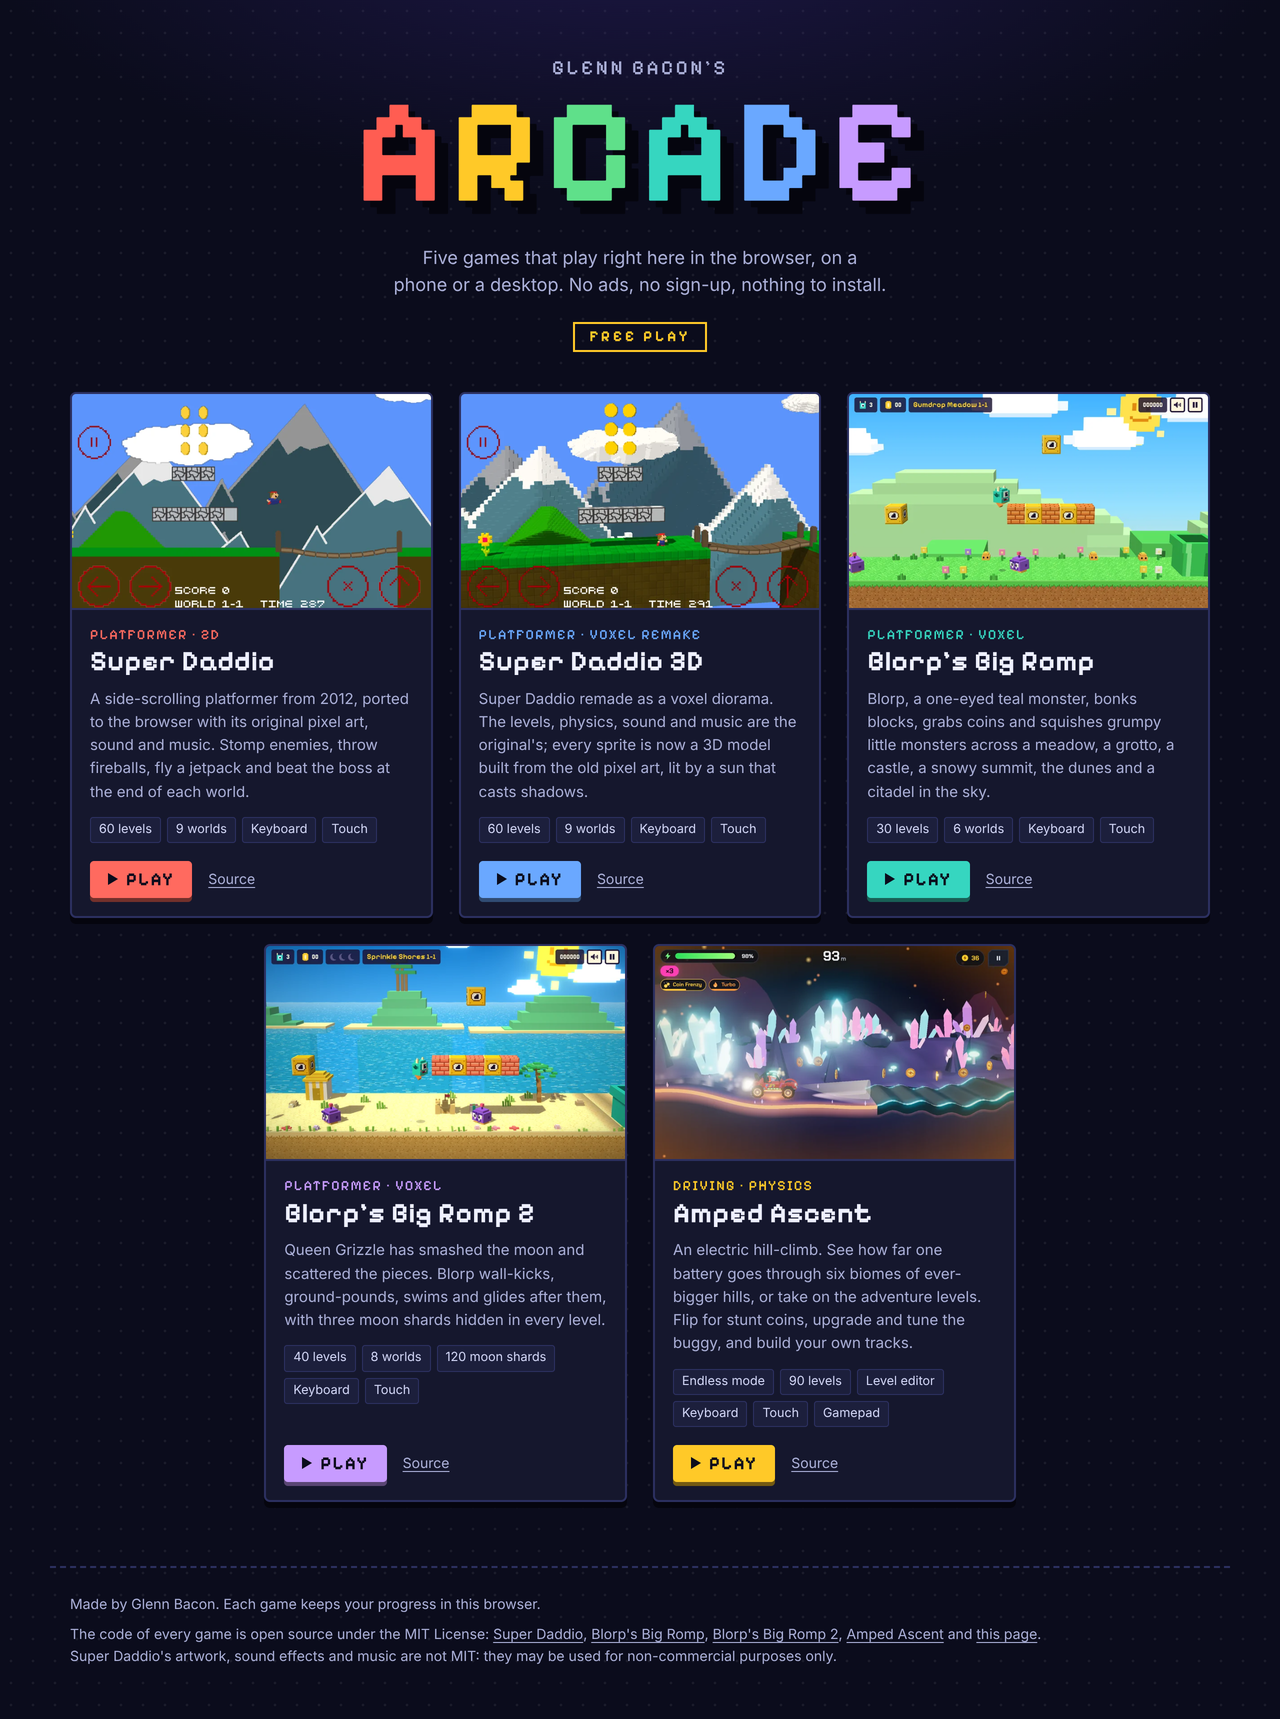 GLENN BACON'S
ARCADE
Five games that play right here in the browser, on a
phone or a desktop. No ads, no sign-up, nothing to install.
FREE PLAY
SCORE 0
WORLD 1-1 TIME 287
PLATFORMER · 2D
Super Daddio
A side-scrolling platformer from 2012, ported
to the browser with its original pixel art,
sound and music. Stomp enemies, throw
fireballs, fly a jetpack and beat the boss at
the end of each world.
60 levels
9 worlds
Keyboard
Touch
PLAY
Source
SCORE 0
WORLD 1-1 TIME 291
PLATFORMER · VOXEL REMAKE
Super Daddio 3D
Super Daddio remade as a voxel diorama.
The levels, physics, sound and music are the
original's; every sprite is now a 3D model
built from the old pixel art, lit by a sun that
casts shadows.
60 levels
9 worlds
Keyboard
Touch
PLAY
Source
3
00
Gumdrop Meadow 1-1
000000
PLATFORMER · VOXEL
Blorp's Big Romp
Blorp, a one-eyed teal monster, bonks
blocks, grabs coins and squishes grumpy
little monsters across a meadow, a grotto, a
castle, a snowy summit, the dunes and a
citadel in the sky.
30 levels
6 worlds
Keyboard
Touch
PLAY
Source
3
00
Sprinkle Shores 1-1
000000
PLATFORMER · VOXEL
Blorp's Big Romp 2
Queen Grizzle has smashed the moon and
scattered the pieces. Blorp wall-kicks,
ground-pounds, swims and glides after them,
with three moon shards hidden in every level.
40 levels
8 worlds
120 moon shards
Keyboard
Touch
PLAY
Source
98%
93 m
36
x3
Coin Frenzy
Turbo
DRIVING · PHYSICS
Amped Ascent
An electric hill-climb. See how far one
battery goes through six biomes of ever-
bigger hills, or take on the adventure levels.
Flip for stunt coins, upgrade and tune the
buggy, and build your own tracks.
Endless mode
90 levels
Level editor
Keyboard
Touch
Gamepad
PLAY
Source
Made by Glenn Bacon. Each game keeps your progress in this browser.
The code of every game is open source under the MIT License: Super Daddio, Blorp's Big Romp, Blorp's Big Romp 2, Amped Ascent and this page.
Super Daddio's artwork, sound effects and music are not MIT: they may be used for non-commercial purposes only.